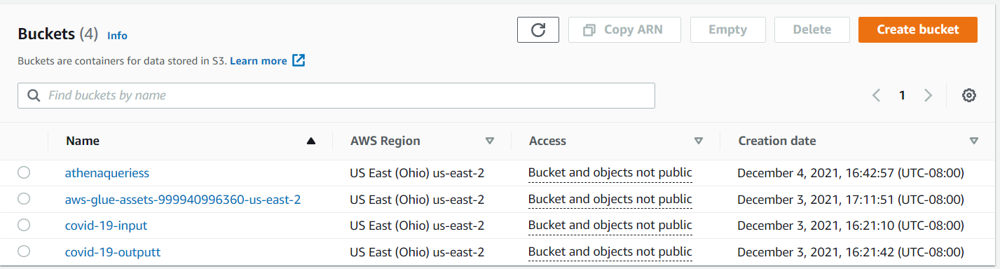 Buckets (4) Info
Copy ARN Empty Delete Create bucket
Buckets are containers for data stored in S3. Learn more
Find buckets by name
1
Name AWS Region Access Creation date
athenaqueriess US East (Ohio) us-east-2 Bucket and objects not public December 4, 2021, 16:42:57 (UTC-08:00)
aws-glue-assets-999940996360-us-east-2 US East (Ohio) us-east-2 Bucket and objects not public December 3, 2021, 17:11:51 (UTC-08:00)
covid-19-input US East (Ohio) us-east-2 Bucket and objects not public December 3, 2021, 16:21:10 (UTC-08:00)
covid-19-outputt US East (Ohio) us-east-2 Bucket and objects not public December 3, 2021, 16:21:42 (UTC-08:00)